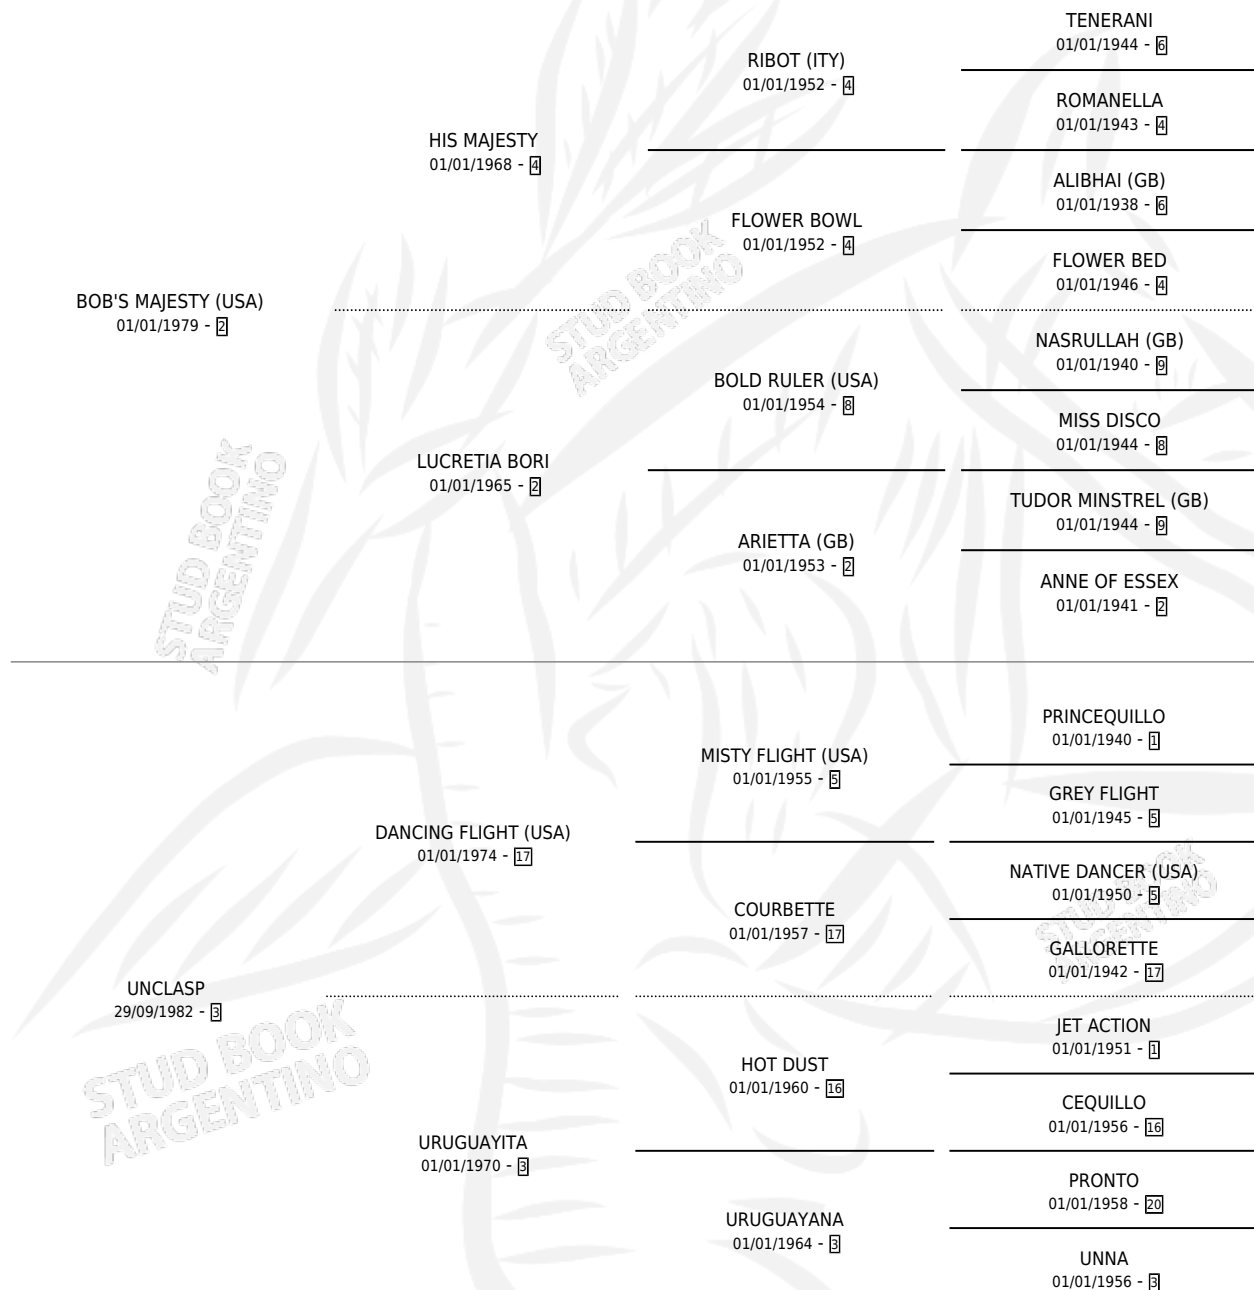 TENERANI
01/01/1944 - 6
RIBOT (ITY)
01/01/1952 - 4
ROMANELLA
01/01/1943 - 4
HIS MAJESTY
01/01/1968 - 4
ALIBHAI (GB)
01/01/1938 - 6
FLOWER BOWL
01/01/1952 - 4
FLOWER BED
01/01/1946 - 4
BOB'S MAJESTY (USA)
01/01/1979 - 2
STUD BOOK
ARGENTINO
NASRULLAH (GB)
01/01/1940 - 9
BOLD RULER (USA)
01/01/1954 - 8
MISS DISCO
01/01/1944 - 8
LUCRETIA BORI
01/01/1965 - 2
TUDOR MINSTREL (GB)
01/01/1944 - 9
ARIETTA (GB)
01/01/1953 - 2
ANNE OF ESSEX
01/01/1941 - 2
STUD BOOK
ARGENTINO
PRINCEQUILLO
01/01/1940 - 1
MISTY FLIGHT (USA)
01/01/1955 - 5
GREY FLIGHT
01/01/1945 - 5
DANCING FLIGHT (USA)
01/01/1974 - 17
NATIVE DANCER (USA)
01/01/1950 - 5
STUD BOOK
ARGENTINO
COURBETTE
01/01/1957 - 17
GALLORETTE
01/01/1942 - 17
UNCLASP
29/09/1982 - 3
STUD BOOK
ARGENTINO
JET ACTION
01/01/1951 - 1
HOT DUST
01/01/1960 - 16
CEQUILLO
01/01/1956 - 16
URUGUAYITA
01/01/1970 - 3
PRONTO
01/01/1958 - 20
URUGUAYANA
01/01/1964 - 3
UNNA
01/01/1956 - 3